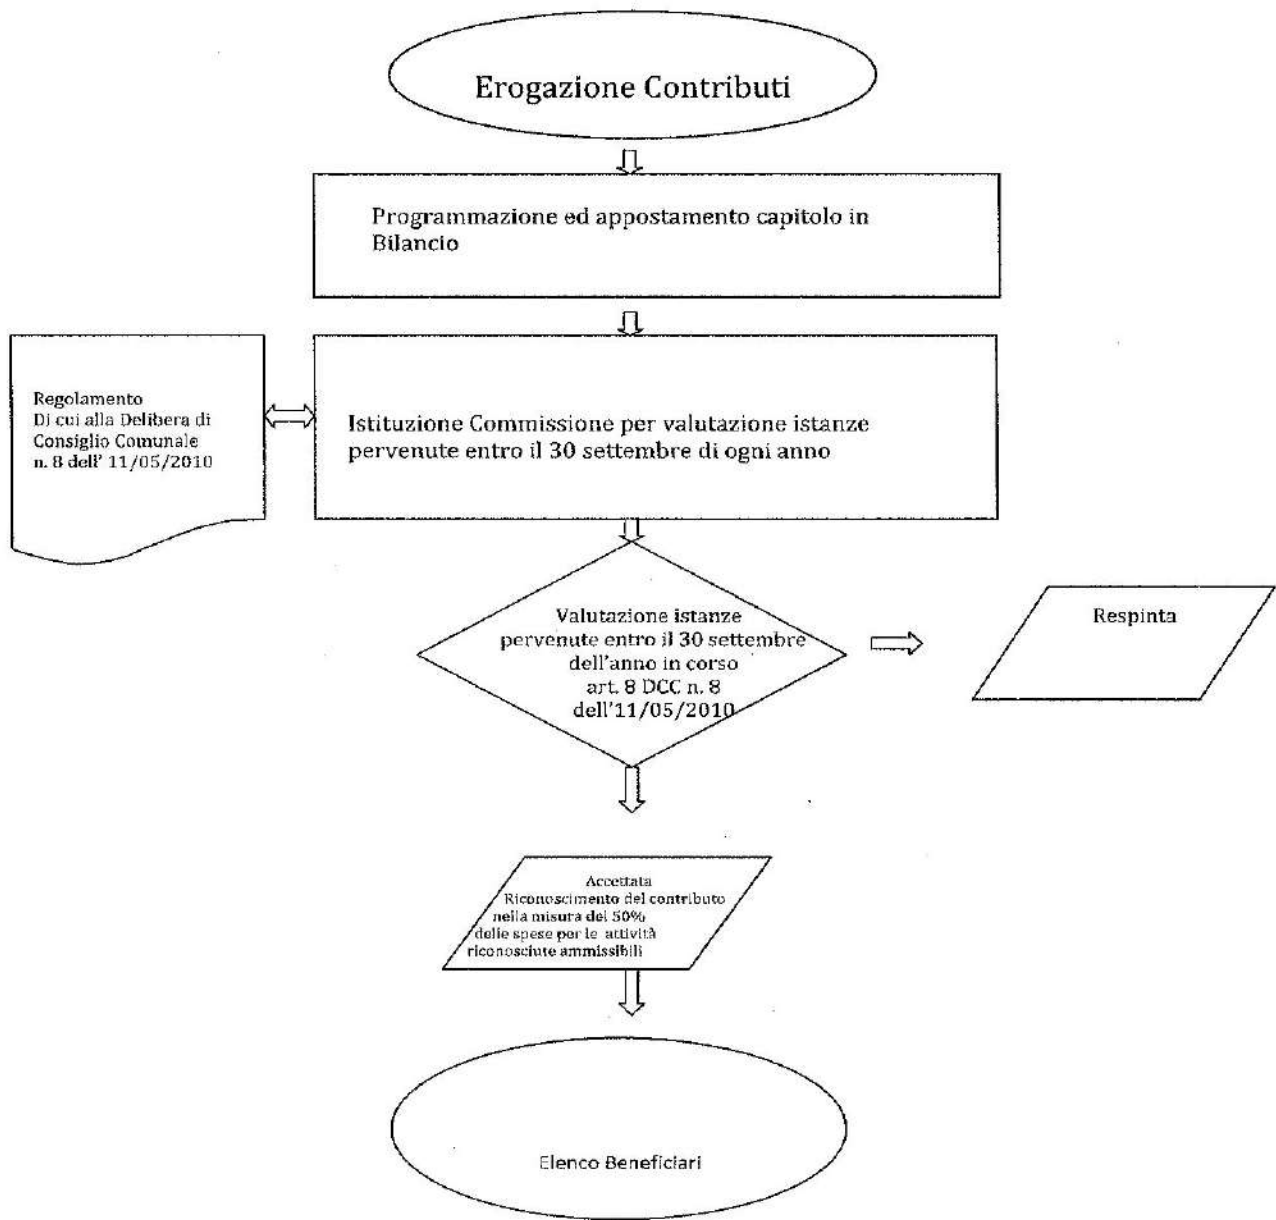 Erogazione Contributi
Programmazione ed appostamento capitolo in
Bilancio
Regolamento
Di cui alla Delibera di
Consiglio Comunale
n. 8 dell' 11/05/2010
Istituzione Commissione per valutazione istanze
pervenute entro il 30 settembre di ogni anno
Valutazione istanze
pervenute entro il 30 settembre
dell'anno in corso
art. 8 DCC n. 8
dell'11/05/2010
Respinta
Accettata
Riconoscimento del contributo
nella misura del 50%
delle spese per le attività
riconosciute ammissibili
Elenco Beneficiari